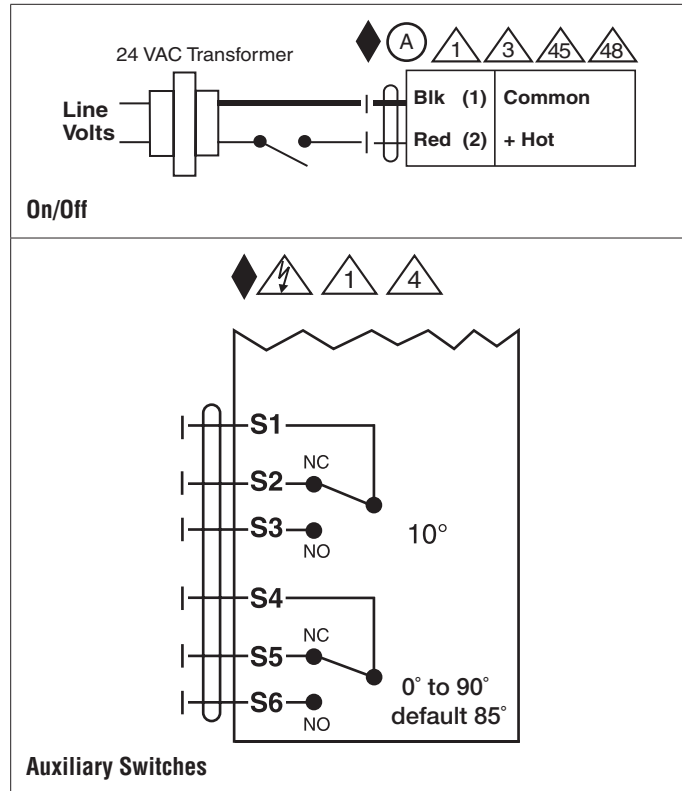 24 VAC Transformer
A 1 3 45 48
Line
Volts
Blk (1) Common
Red (2) + Hot
On/Off
1 4
S1
NC
S2
S3
NO
10°
S4
NC
S5
S6
NO
0° to 90°
default 85°
Auxiliary Switches